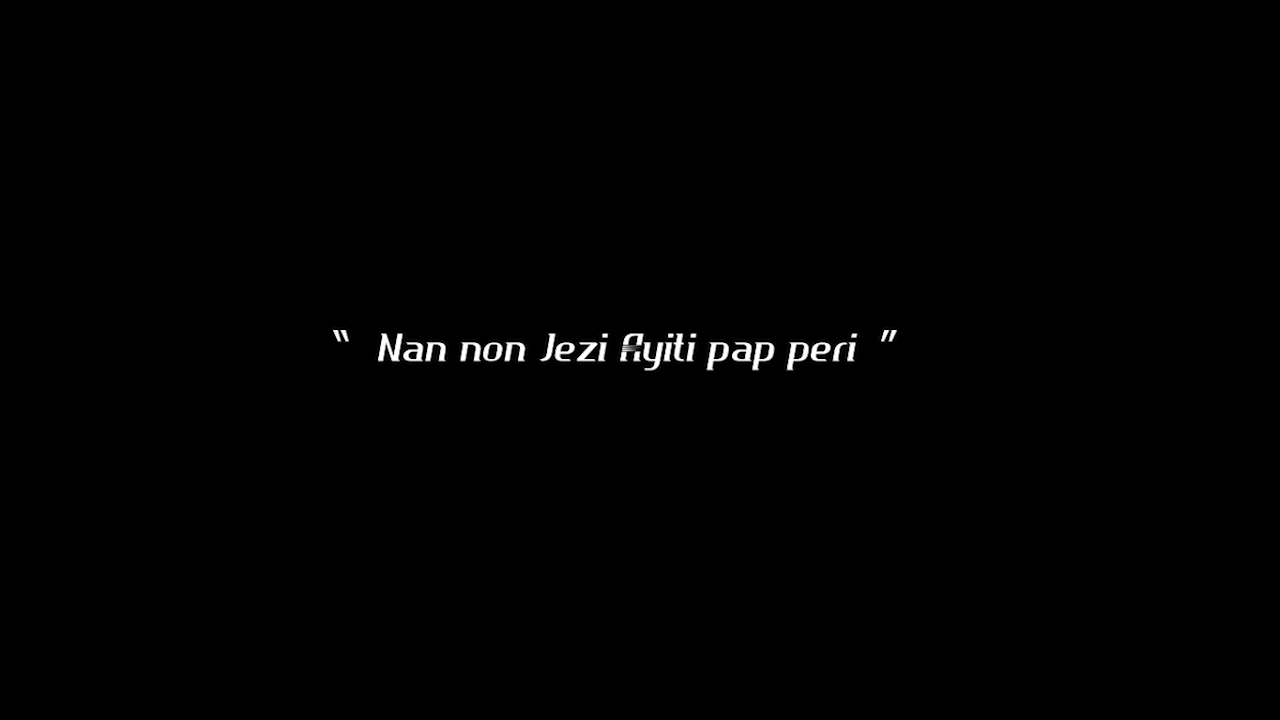 “ Nan non Jezi Ayiti pap peri ”